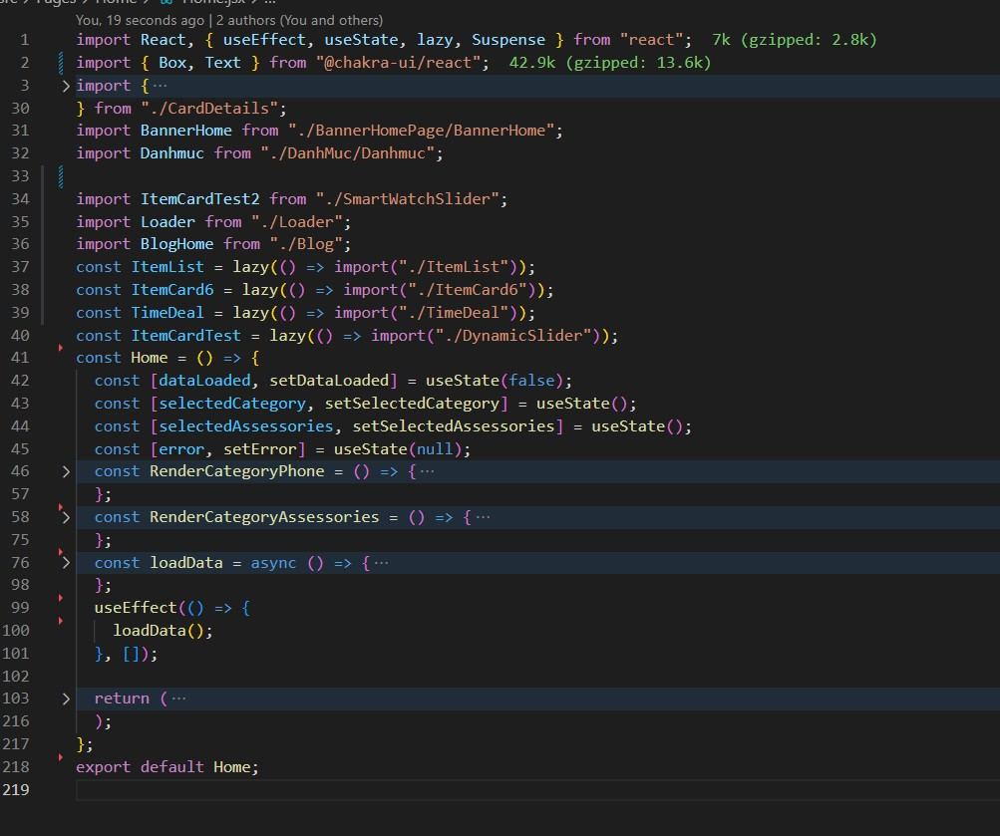 src > Pages > Home > Home.jsx > ...
You, 19 seconds ago | 2 authors (You and others)
1 import React, { useEffect, useState, lazy, Suspense } from "react"; 7k (gzipped: 2.8k)
2 import { Box, Text } from "@chakra-ui/react"; 42.9k (gzipped: 13.6k)
3 import {···
30 } from "./CardDetails";
31 import BannerHome from "./BannerHomePage/BannerHome";
32 import Danhmuc from "./DanhMuc/Danhmuc";
33
34 import ItemCardTest2 from "./SmartWatchSlider";
35 import Loader from "./Loader";
36 import BlogHome from "./Blog";
37 const ItemList = lazy(() => import("./ItemList"));
38 const ItemCard6 = lazy(() => import("./ItemCard6"));
39 const TimeDeal = lazy(() => import("./TimeDeal"));
40 const ItemCardTest = lazy(() => import("./DynamicSlider"));
41 const Home = () => {
42 const [dataLoaded, setDataLoaded] = useState(false);
43 const [selectedCategory, setSelectedCategory] = useState();
44 const [selectedAssessories, setSelectedAssessories] = useState();
45 const [error, setError] = useState(null);
46 const RenderCategoryPhone = () => {···
57 };
58 const RenderCategoryAssessories = () => {···
75 };
76 const loadData = async () => {···
98 };
99 useEffect(() => {
100 loadData();
101 }, []);
102
103 return (···
216 );
217 };
218 export default Home;
219